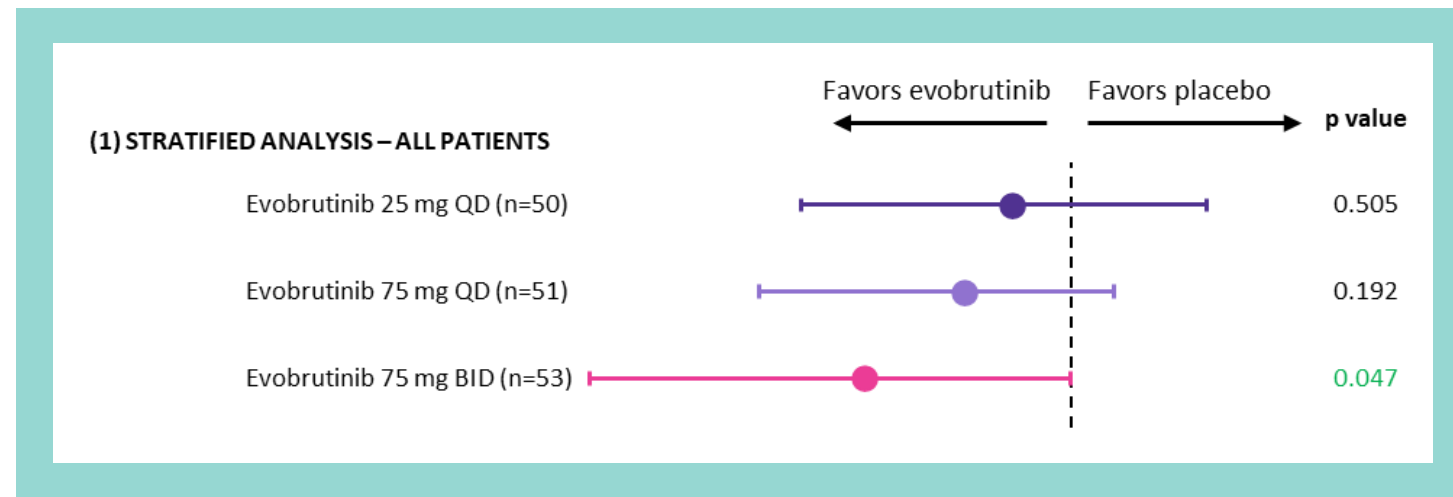 Favors evobrutinib Favors placebo
p value
(1) STRATIFIED ANALYSIS – ALL PATIENTS
Evobrutinib 25 mg QD (n=50) 0.505
Evobrutinib 75 mg QD (n=51) 0.192
Evobrutinib 75 mg BID (n=53) 0.047